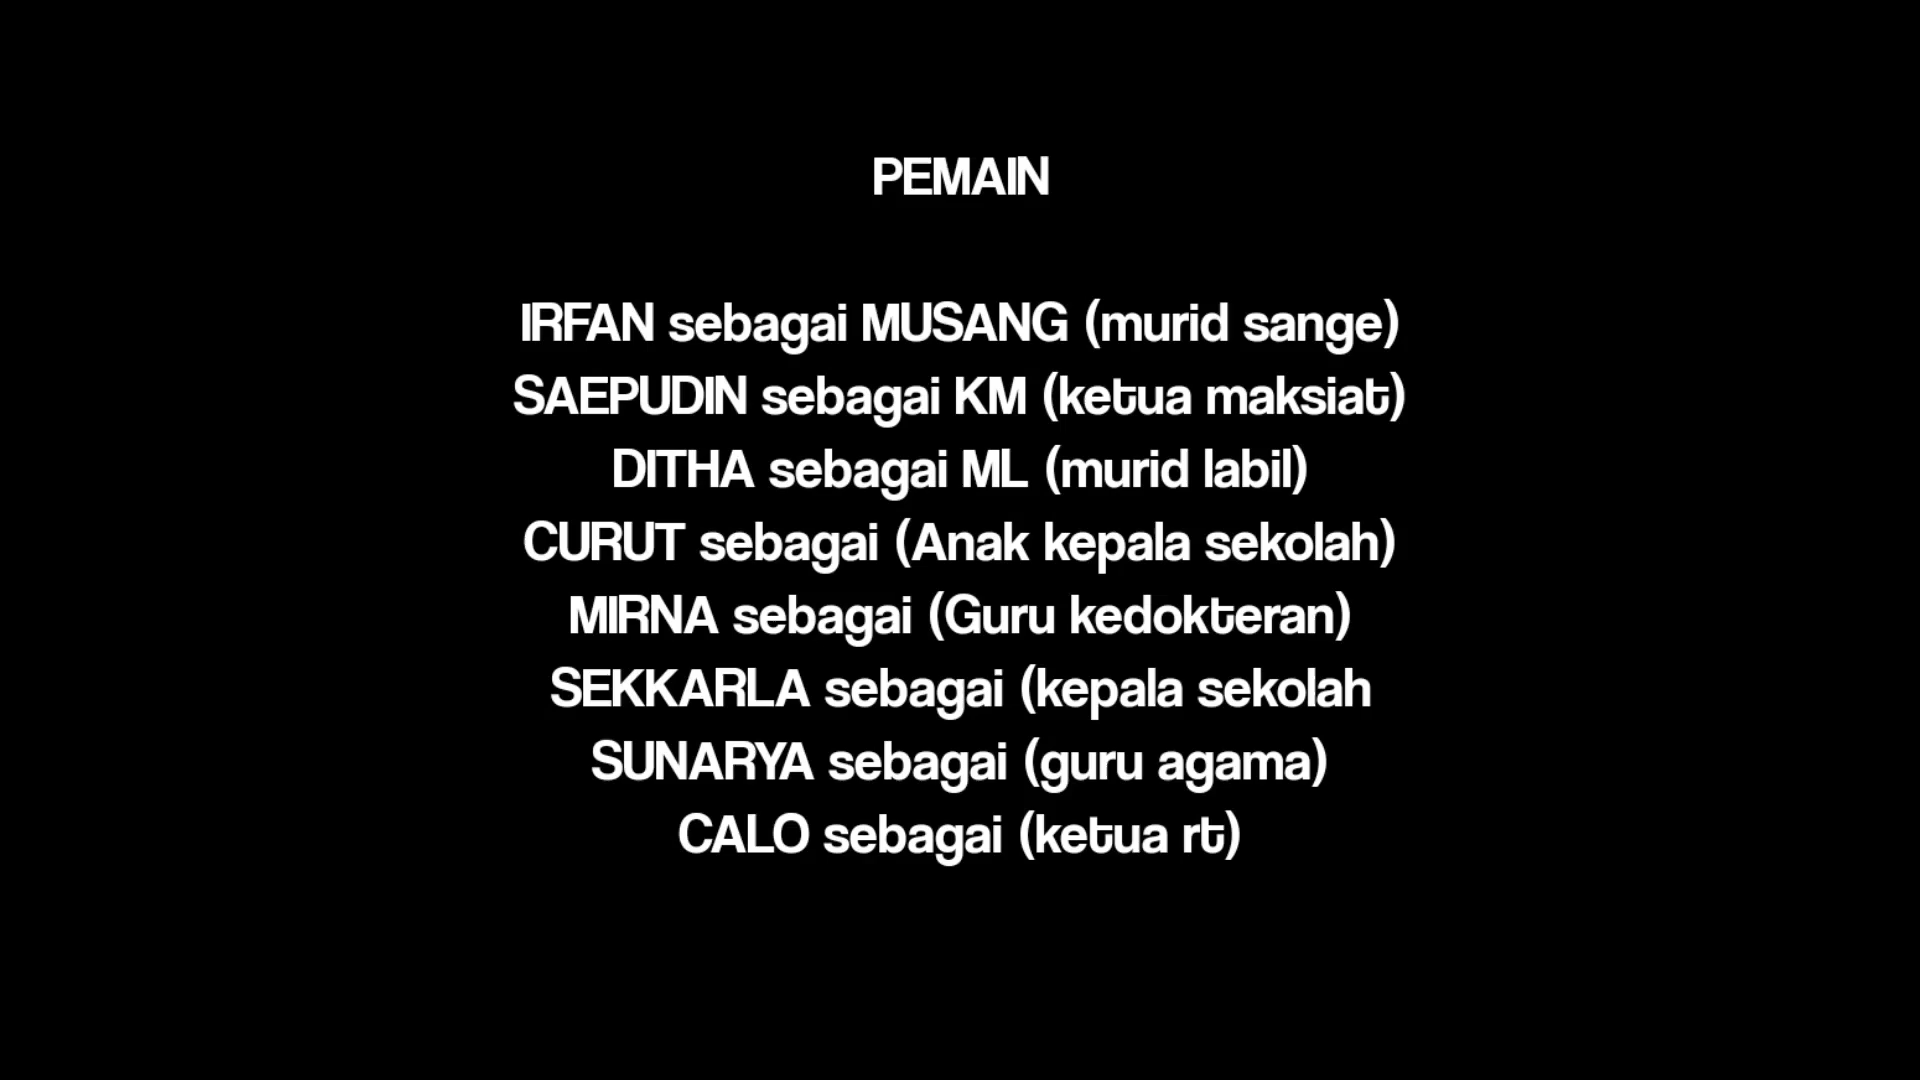 PEMAIN
IRFAN sebagai MUSANG (murid sange)
SAEPUDIN sebagai KM (ketua maksiat)
DITHA sebagai ML (murid labil)
CURUT sebagai (Anak kepala sekolah)
MIRNA sebagai (Guru kedokteran)
SEKKARLA sebagai (kepala sekolah
SUNARYA sebagai (guru agama)
CALO sebagai (ketua rt)